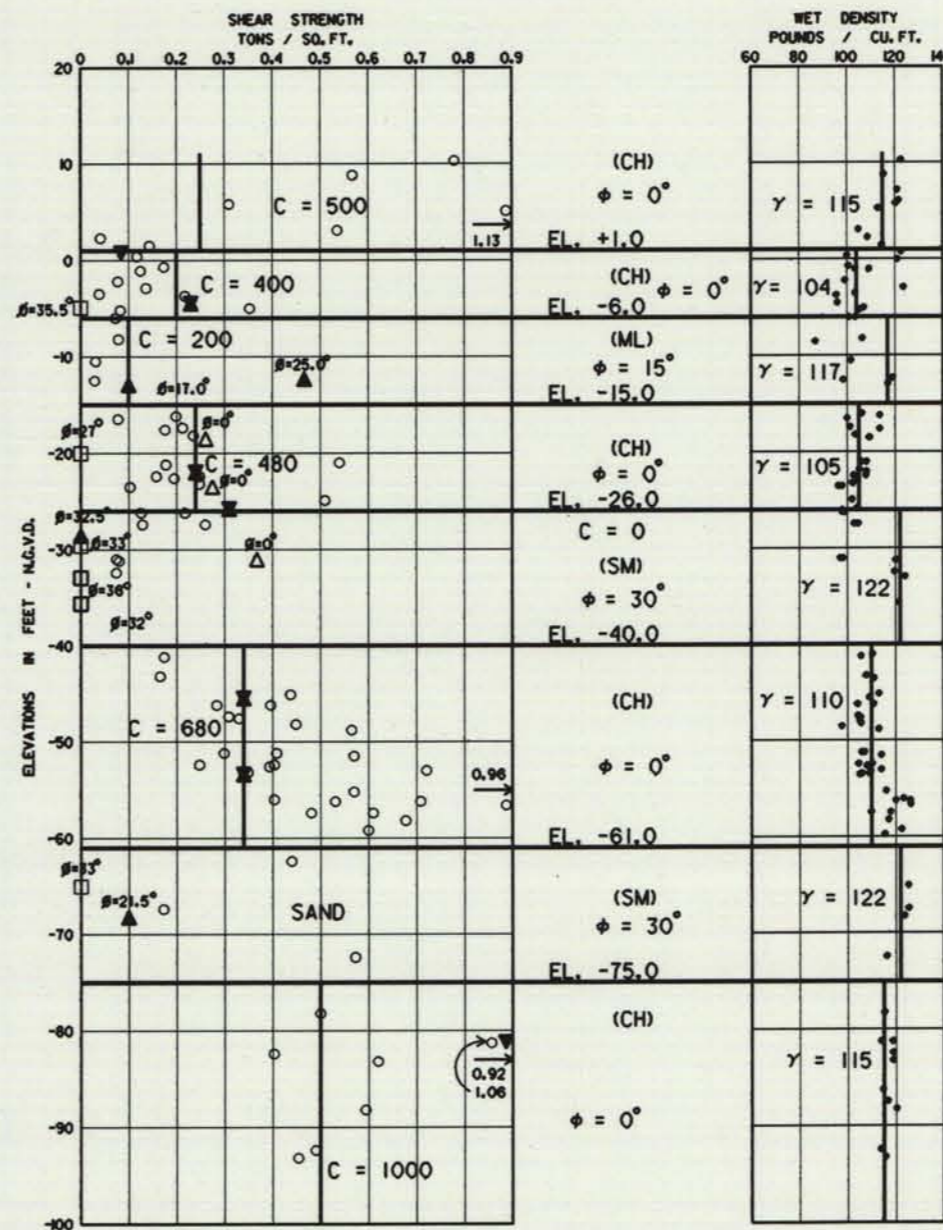 SHEAR STRENGTH
TONS / SQ. FT.
WET DENSITY
POUNDS / CU. FT.
0 0.1 0.2 0.3 0.4 0.5 0.6 0.7 0.8 0.9
60 80 100 120
20
10
0
-10
-20
-30
-40
-50
-60
-70
-80
-90
-100
ELEVATIONS IN FEET - N.G.V.D.
C = 500
1.13
(CH)
ϕ = 0°
EL. +1.0
γ = 115
Ø=35.5°
C = 400
(CH)
ϕ = 0°
EL. -6.0
γ = 104
C = 200
Ø=17.0°
Ø=25.0°
(ML)
ϕ = 15°
EL. -15.0
γ = 117
Ø=27°
Ø=0°
C = 480
Ø=0°
(CH)
ϕ = 0°
EL. -26.0
γ = 105
Ø=32.5°
Ø=33°
Ø=0°
Ø=36°
Ø=32°
C = 0
(SM)
ϕ = 30°
EL. -40.0
γ = 122
C = 680
0.96
(CH)
ϕ = 0°
EL. -61.0
γ = 110
Ø=33°
Ø=21.5°
SAND
(SM)
ϕ = 30°
EL. -75.0
γ = 122
0.92
1.06
C = 1000
(CH)
ϕ = 0°
γ = 115